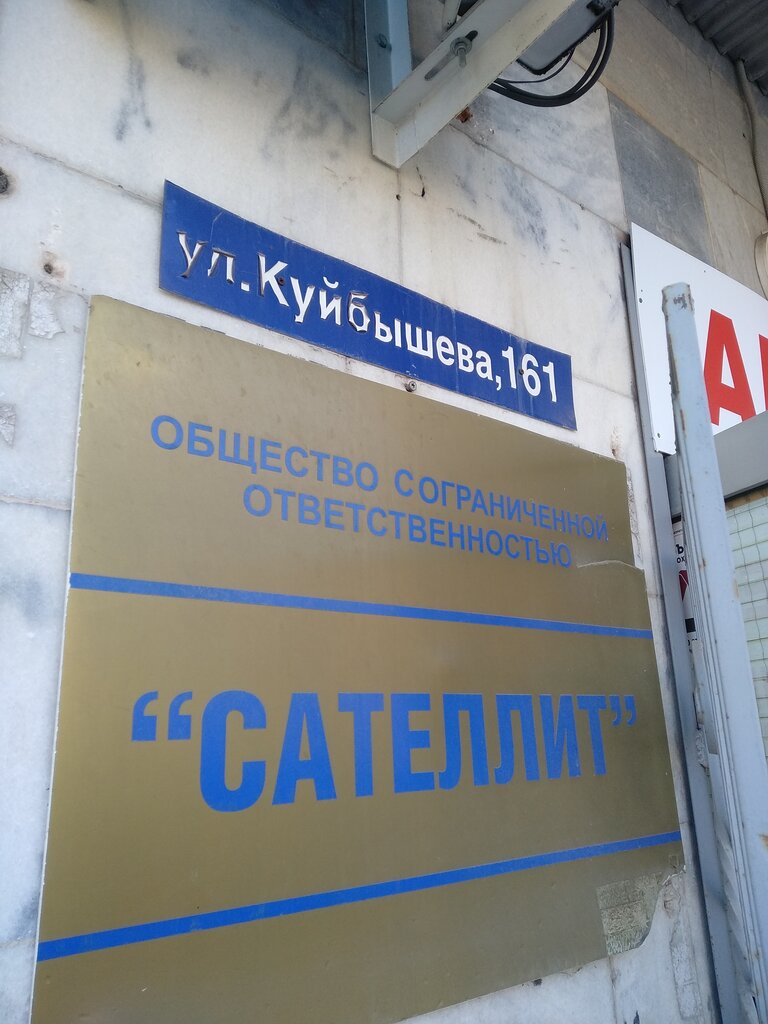 ул.Куйбышева,161
ОБЩЕСТВО С ОГРАНИЧЕННОЙ
ОТВЕТСТВЕННОСТЬЮ
“САТЕЛЛИТ”